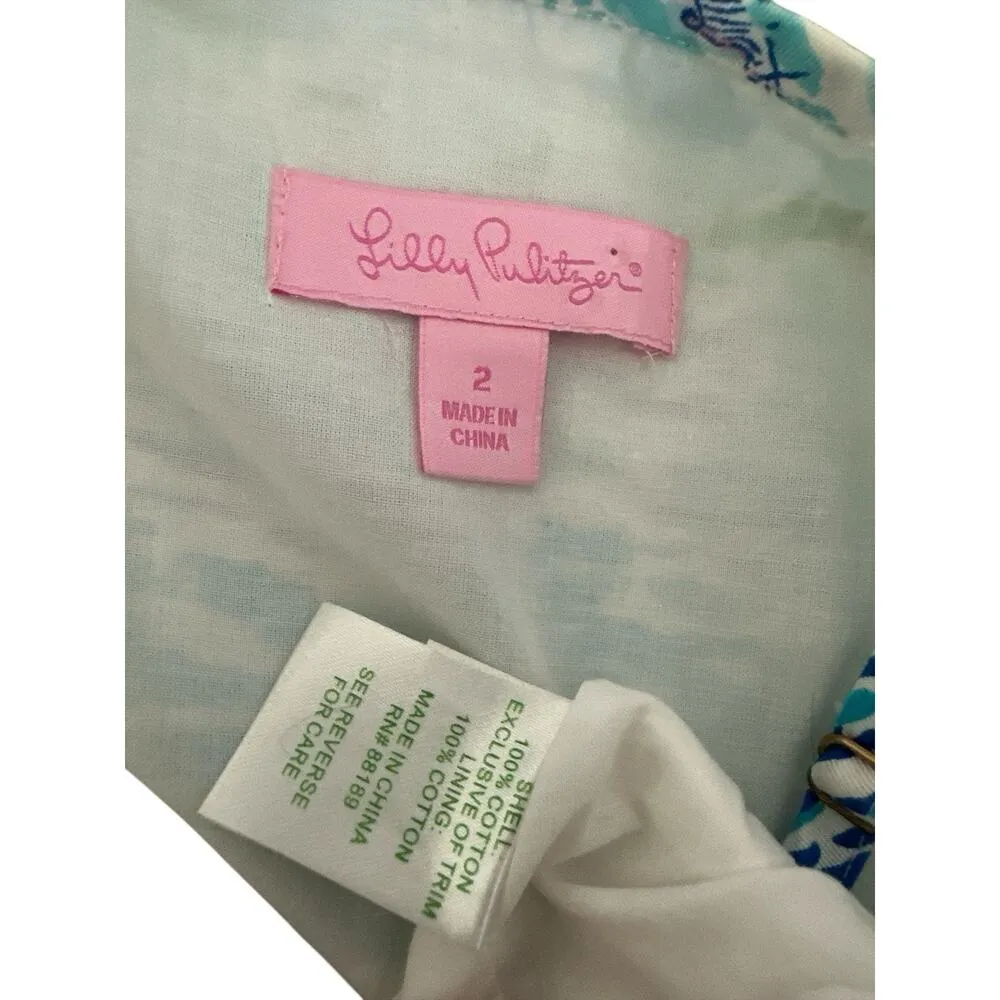 Lilly Pulitzer®
2
MADE IN
CHINA
SHELL:
100% COTTON
EXCLUSIVE OF TRIM
LINING:
100% COTTON
MADE IN CHINA
RN# 88189
SEE REVERSE
FOR CARE